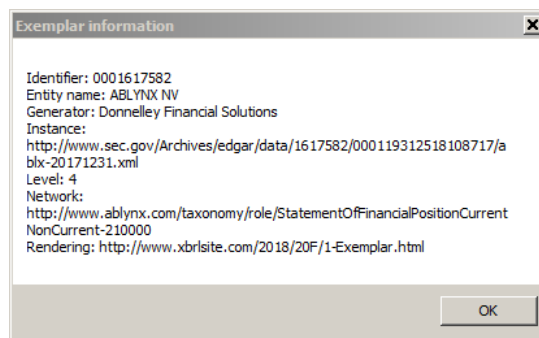 Exemplar information
Identifier: 0001617582
Entity name: ABLYNX NV
Generator: Donnelley Financial Solutions
Instance:
http://www.sec.gov/Archives/edgar/data/1617582/000119312518108717/a
blx-20171231.xml
Level: 4
Network:
http://www.ablynx.com/taxonomy/role/StatementOfFinancialPositionCurrent
NonCurrent-210000
Rendering: http://www.xbrlsite.com/2018/20F/1-Exemplar.html
OK